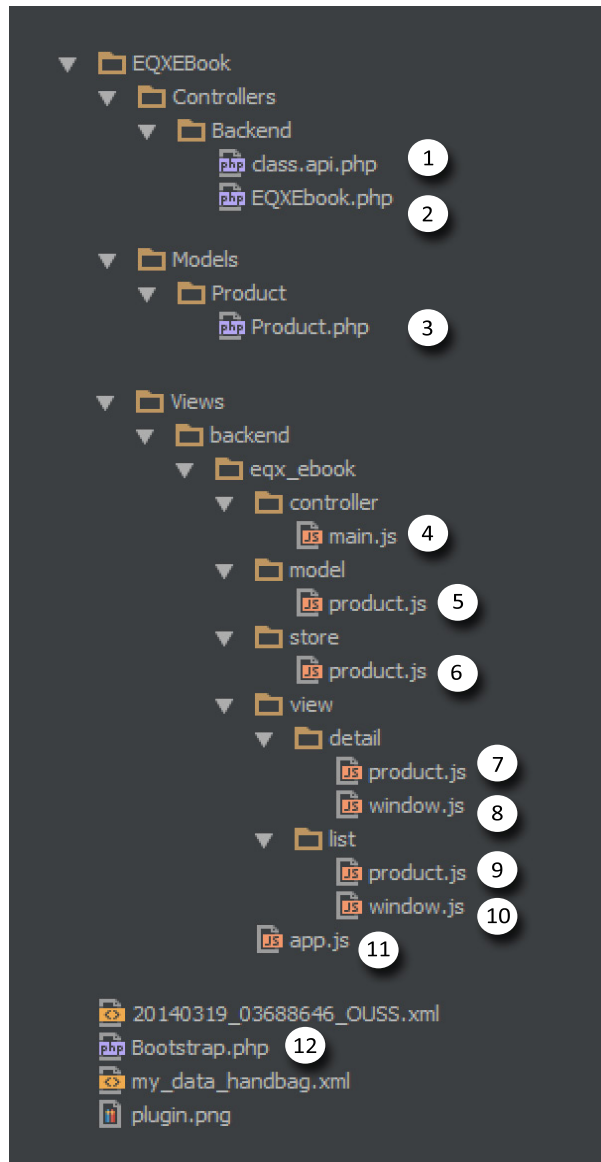 EQXEBook
Controllers
Backend
class.api.php 1
EQXEbook.php 2
Models
Product
Product.php 3
Views
backend
eqx_ebook
controller
main.js 4
model
product.js 5
store
product.js 6
view
detail
product.js 7
window.js 8
list
product.js 9
window.js 10
app.js 11
20140319_03688646_OUSS.xml
Bootstrap.php 12
my_data_handbag.xml
plugin.png